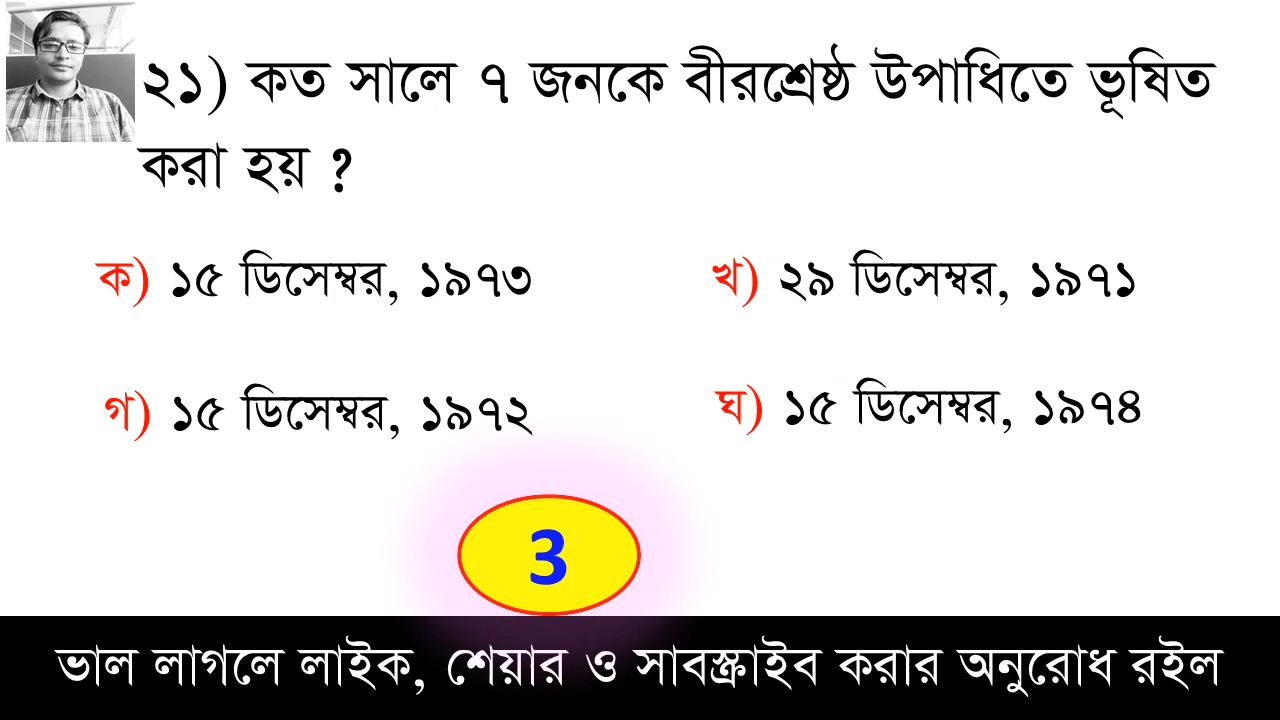 ২১) কত সালে ৭ জনকে বীরশ্রেষ্ঠ উপাধিতে ভূষিত
করা হয় ?
ক) ১৫ ডিসেম্বর, ১৯৭৩
খ) ২৯ ডিসেম্বর, ১৯৭১
গ) ১৫ ডিসেম্বর, ১৯৭২
ঘ) ১৫ ডিসেম্বর, ১৯৭৪
3
ভাল লাগলে লাইক, শেয়ার ও সাবস্ক্রাইব করার অনুরোধ রইল